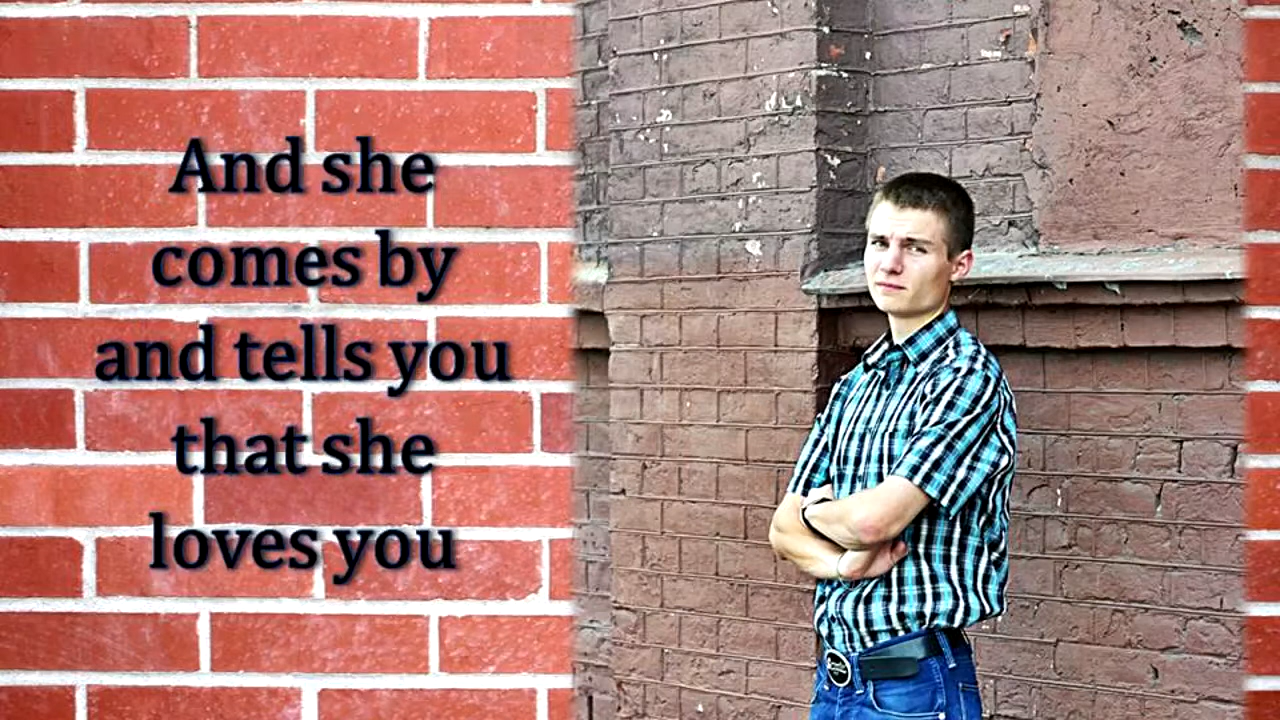 And she
comes by
and tells you
that she
loves you